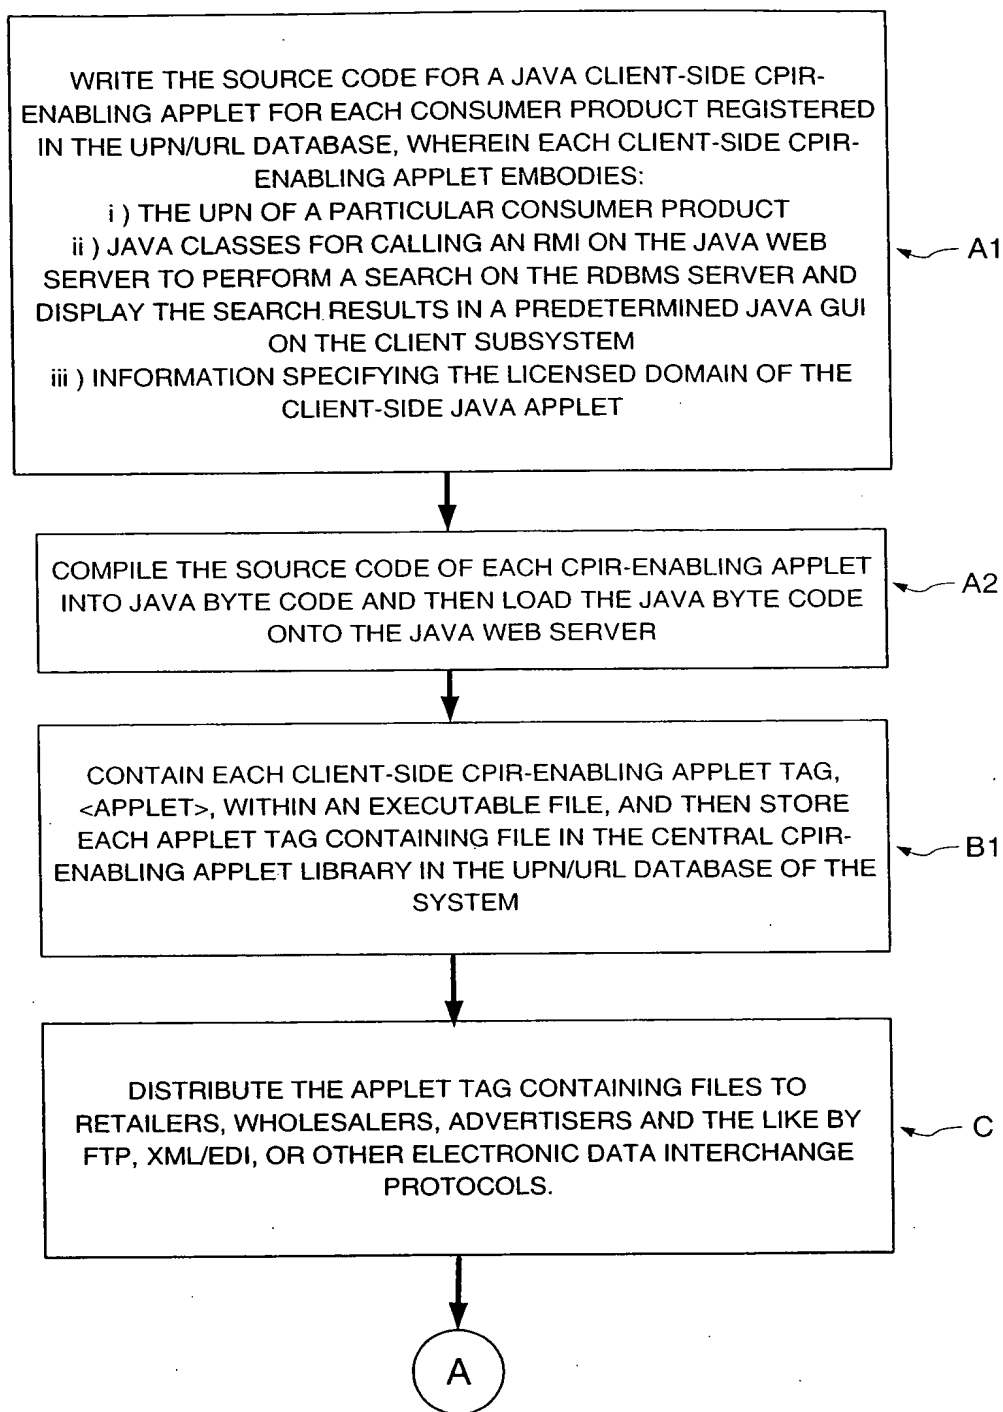 WRITE THE SOURCE CODE FOR A JAVA CLIENT-SIDE CPIR-
ENABLING APPLET FOR EACH CONSUMER PRODUCT REGISTERED
IN THE UPN/URL DATABASE, WHEREIN EACH CLIENT-SIDE CPIR-
ENABLING APPLET EMBODIES:
i ) THE UPN OF A PARTICULAR CONSUMER PRODUCT
ii ) JAVA CLASSES FOR CALLING AN RMI ON THE JAVA WEB
SERVER TO PERFORM A SEARCH ON THE RDBMS SERVER AND
DISPLAY THE SEARCH RESULTS IN A PREDETERMINED JAVA GUI
ON THE CLIENT SUBSYSTEM
iii ) INFORMATION SPECIFYING THE LICENSED DOMAIN OF THE
CLIENT-SIDE JAVA APPLET
A1
COMPILE THE SOURCE CODE OF EACH CPIR-ENABLING APPLET
INTO JAVA BYTE CODE AND THEN LOAD THE JAVA BYTE CODE
ONTO THE JAVA WEB SERVER
A2
CONTAIN EACH CLIENT-SIDE CPIR-ENABLING APPLET TAG,
<APPLET>, WITHIN AN EXECUTABLE FILE, AND THEN STORE
EACH APPLET TAG CONTAINING FILE IN THE CENTRAL CPIR-
ENABLING APPLET LIBRARY IN THE UPN/URL DATABASE OF THE
SYSTEM
B1
DISTRIBUTE THE APPLET TAG CONTAINING FILES TO
RETAILERS, WHOLESALERS, ADVERTISERS AND THE LIKE BY
FTP, XML/EDI, OR OTHER ELECTRONIC DATA INTERCHANGE
PROTOCOLS.
C
A